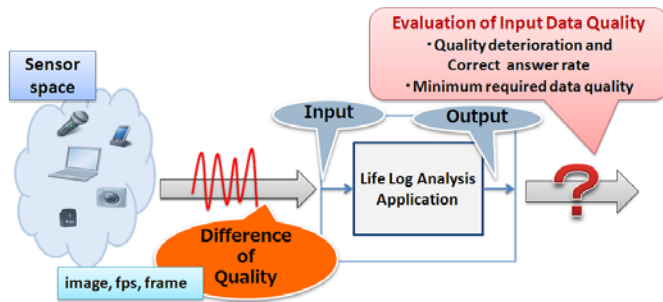 Sensor
space
image, fps, frame
Difference
of
Quality
Input
Life Log Analysis
Application
Output
Evaluation of Input Data Quality
・Quality deterioration and
Correct answer rate
・Minimum required data quality
?